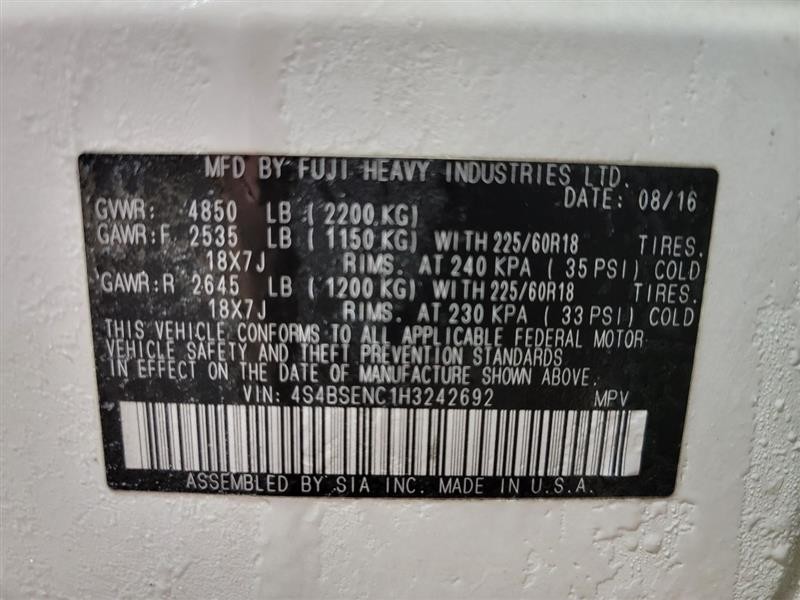 MFD BY FUJI HEAVY INDUSTRIES LTD.
DATE: 08/16
GVWR: 4850 LB ( 2200 KG)
GAWR:F 2535 LB ( 1150 KG) WITH 225/60R18 TIRES.
18X7J RIMS. AT 240 KPA ( 35 PSI) COLD
GAWR:R 2645 LB ( 1200 KG) WITH 225/60R18 TIRES.
18X7J RIMS. AT 230 KPA ( 33 PSI) COLD
THIS VEHICLE CONFORMS TO ALL APPLICABLE FEDERAL MOTOR
VEHICLE SAFETY AND THEFT PREVENTION STANDARDS
IN EFFECT ON THE DATE OF MANUFACTURE SHOWN ABOVE.
VIN: 4S4BSENC1H3242692 MPV
ASSEMBLED BY SIA INC. MADE IN U.S.A.